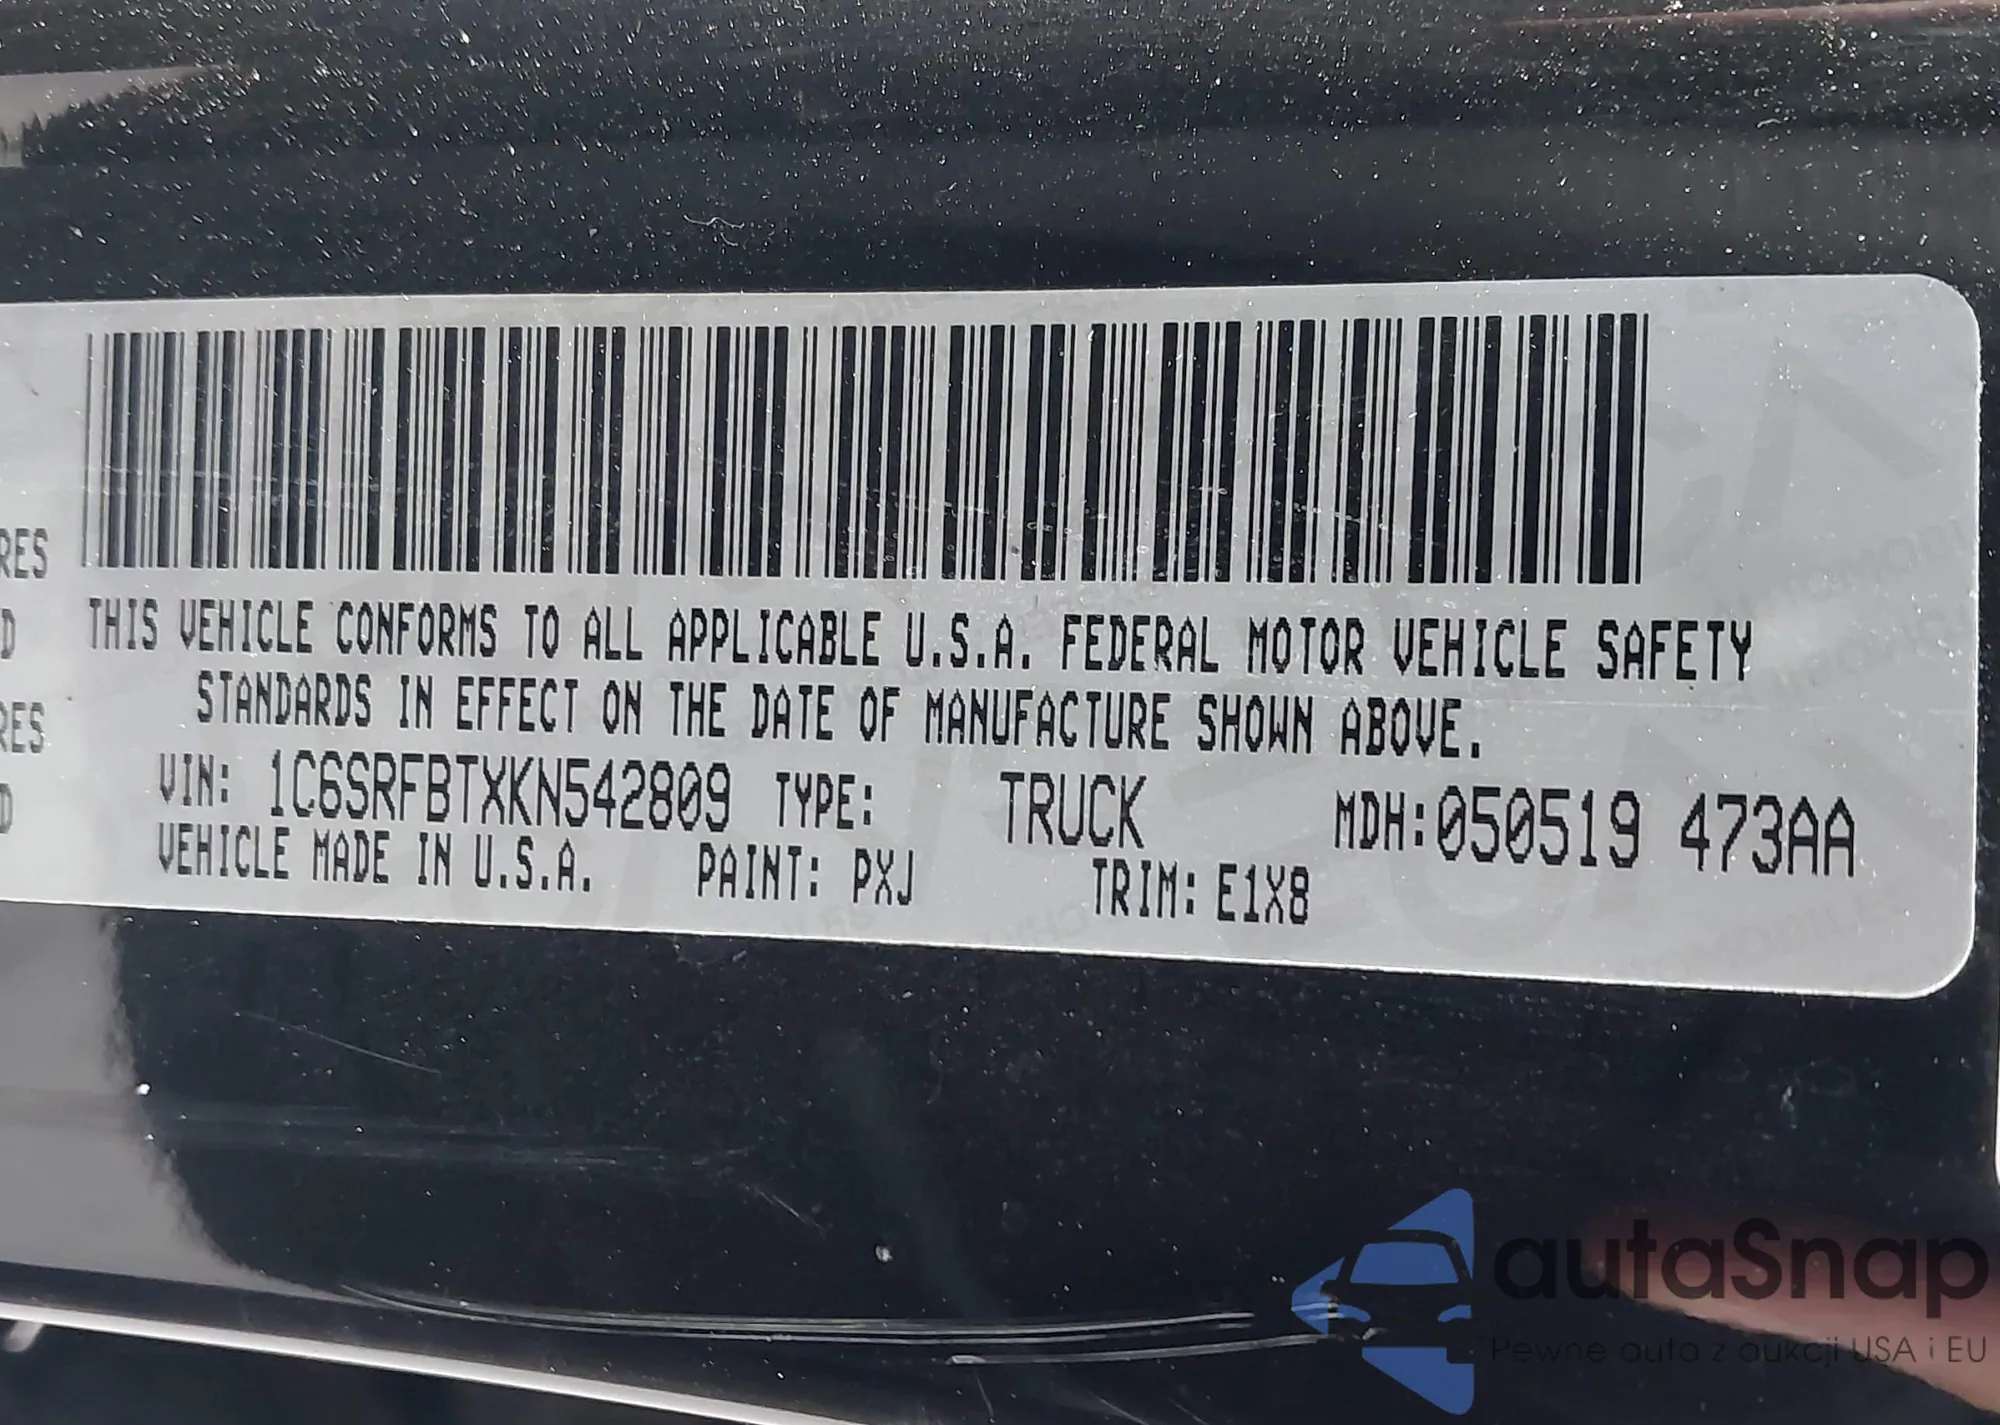 RES
D
RES
D
THIS VEHICLE CONFORMS TO ALL APPLICABLE U.S.A. FEDERAL MOTOR VEHICLE SAFETY
STANDARDS IN EFFECT ON THE DATE OF MANUFACTURE SHOWN ABOVE.
VIN: 1C6SRFBTXKN542809 TYPE: TRUCK MDH:050519 473AA
VEHICLE MADE IN U.S.A. PAINT: PXJ TRIM: E1X8
autaSnap
Pewne auta z aukcji USA i EU